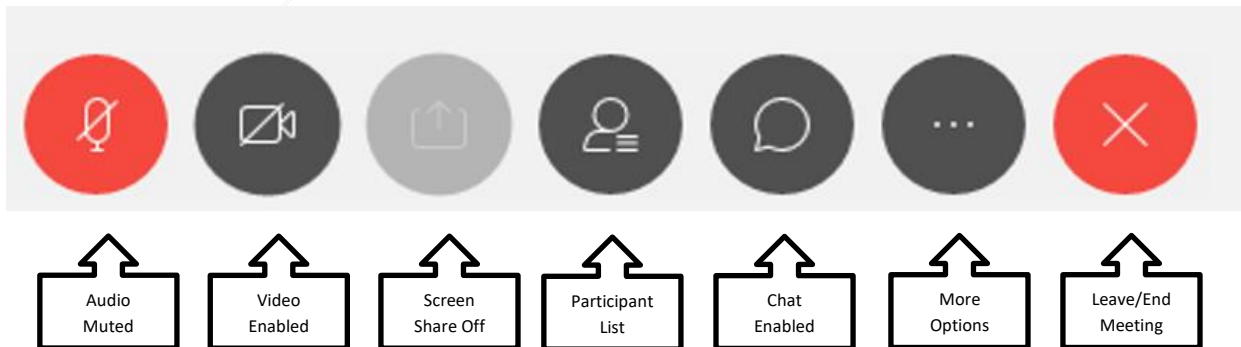 Audio
Muted
Video
Enabled
Screen
Share Off
Participant
List
Chat
Enabled
More
Options
Leave/End
Meeting